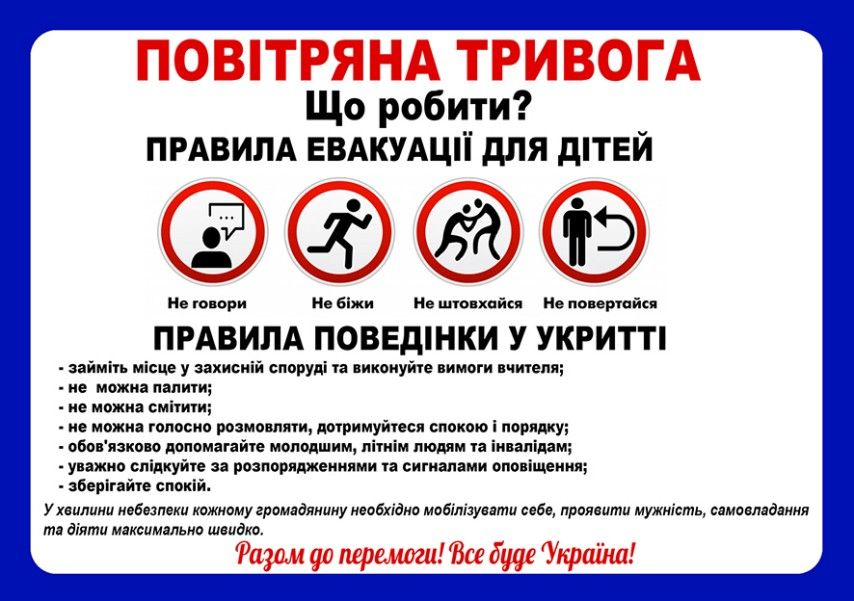 ПОВІТРЯНА ТРИВОГА
Що робити?
ПРАВИЛА ЕВАКУАЦІЇ ДЛЯ ДІТЕЙ
Не говори Не біжи Не штовхайся Не повертайся
ПРАВИЛА ПОВЕДІНКИ У УКРИТТІ
- займіть місце у захисній споруді та виконуйте вимоги вчителя;
- не можна палити;
- не можна смітити;
- не можна голосно розмовляти, дотримуйтеся спокою і порядку;
- обов'язково допомагайте молодшим, літнім людям та інвалідам;
- уважно слідкуйте за розпорядженнями та сигналами оповіщення;
- зберігайте спокій.
У хвилини небезпеки кожному громадянину необхідно мобілізувати себе, проявити мужність, самовладання
та діяти максимально швидко.
Разом до перемоги! Все буде Україна!